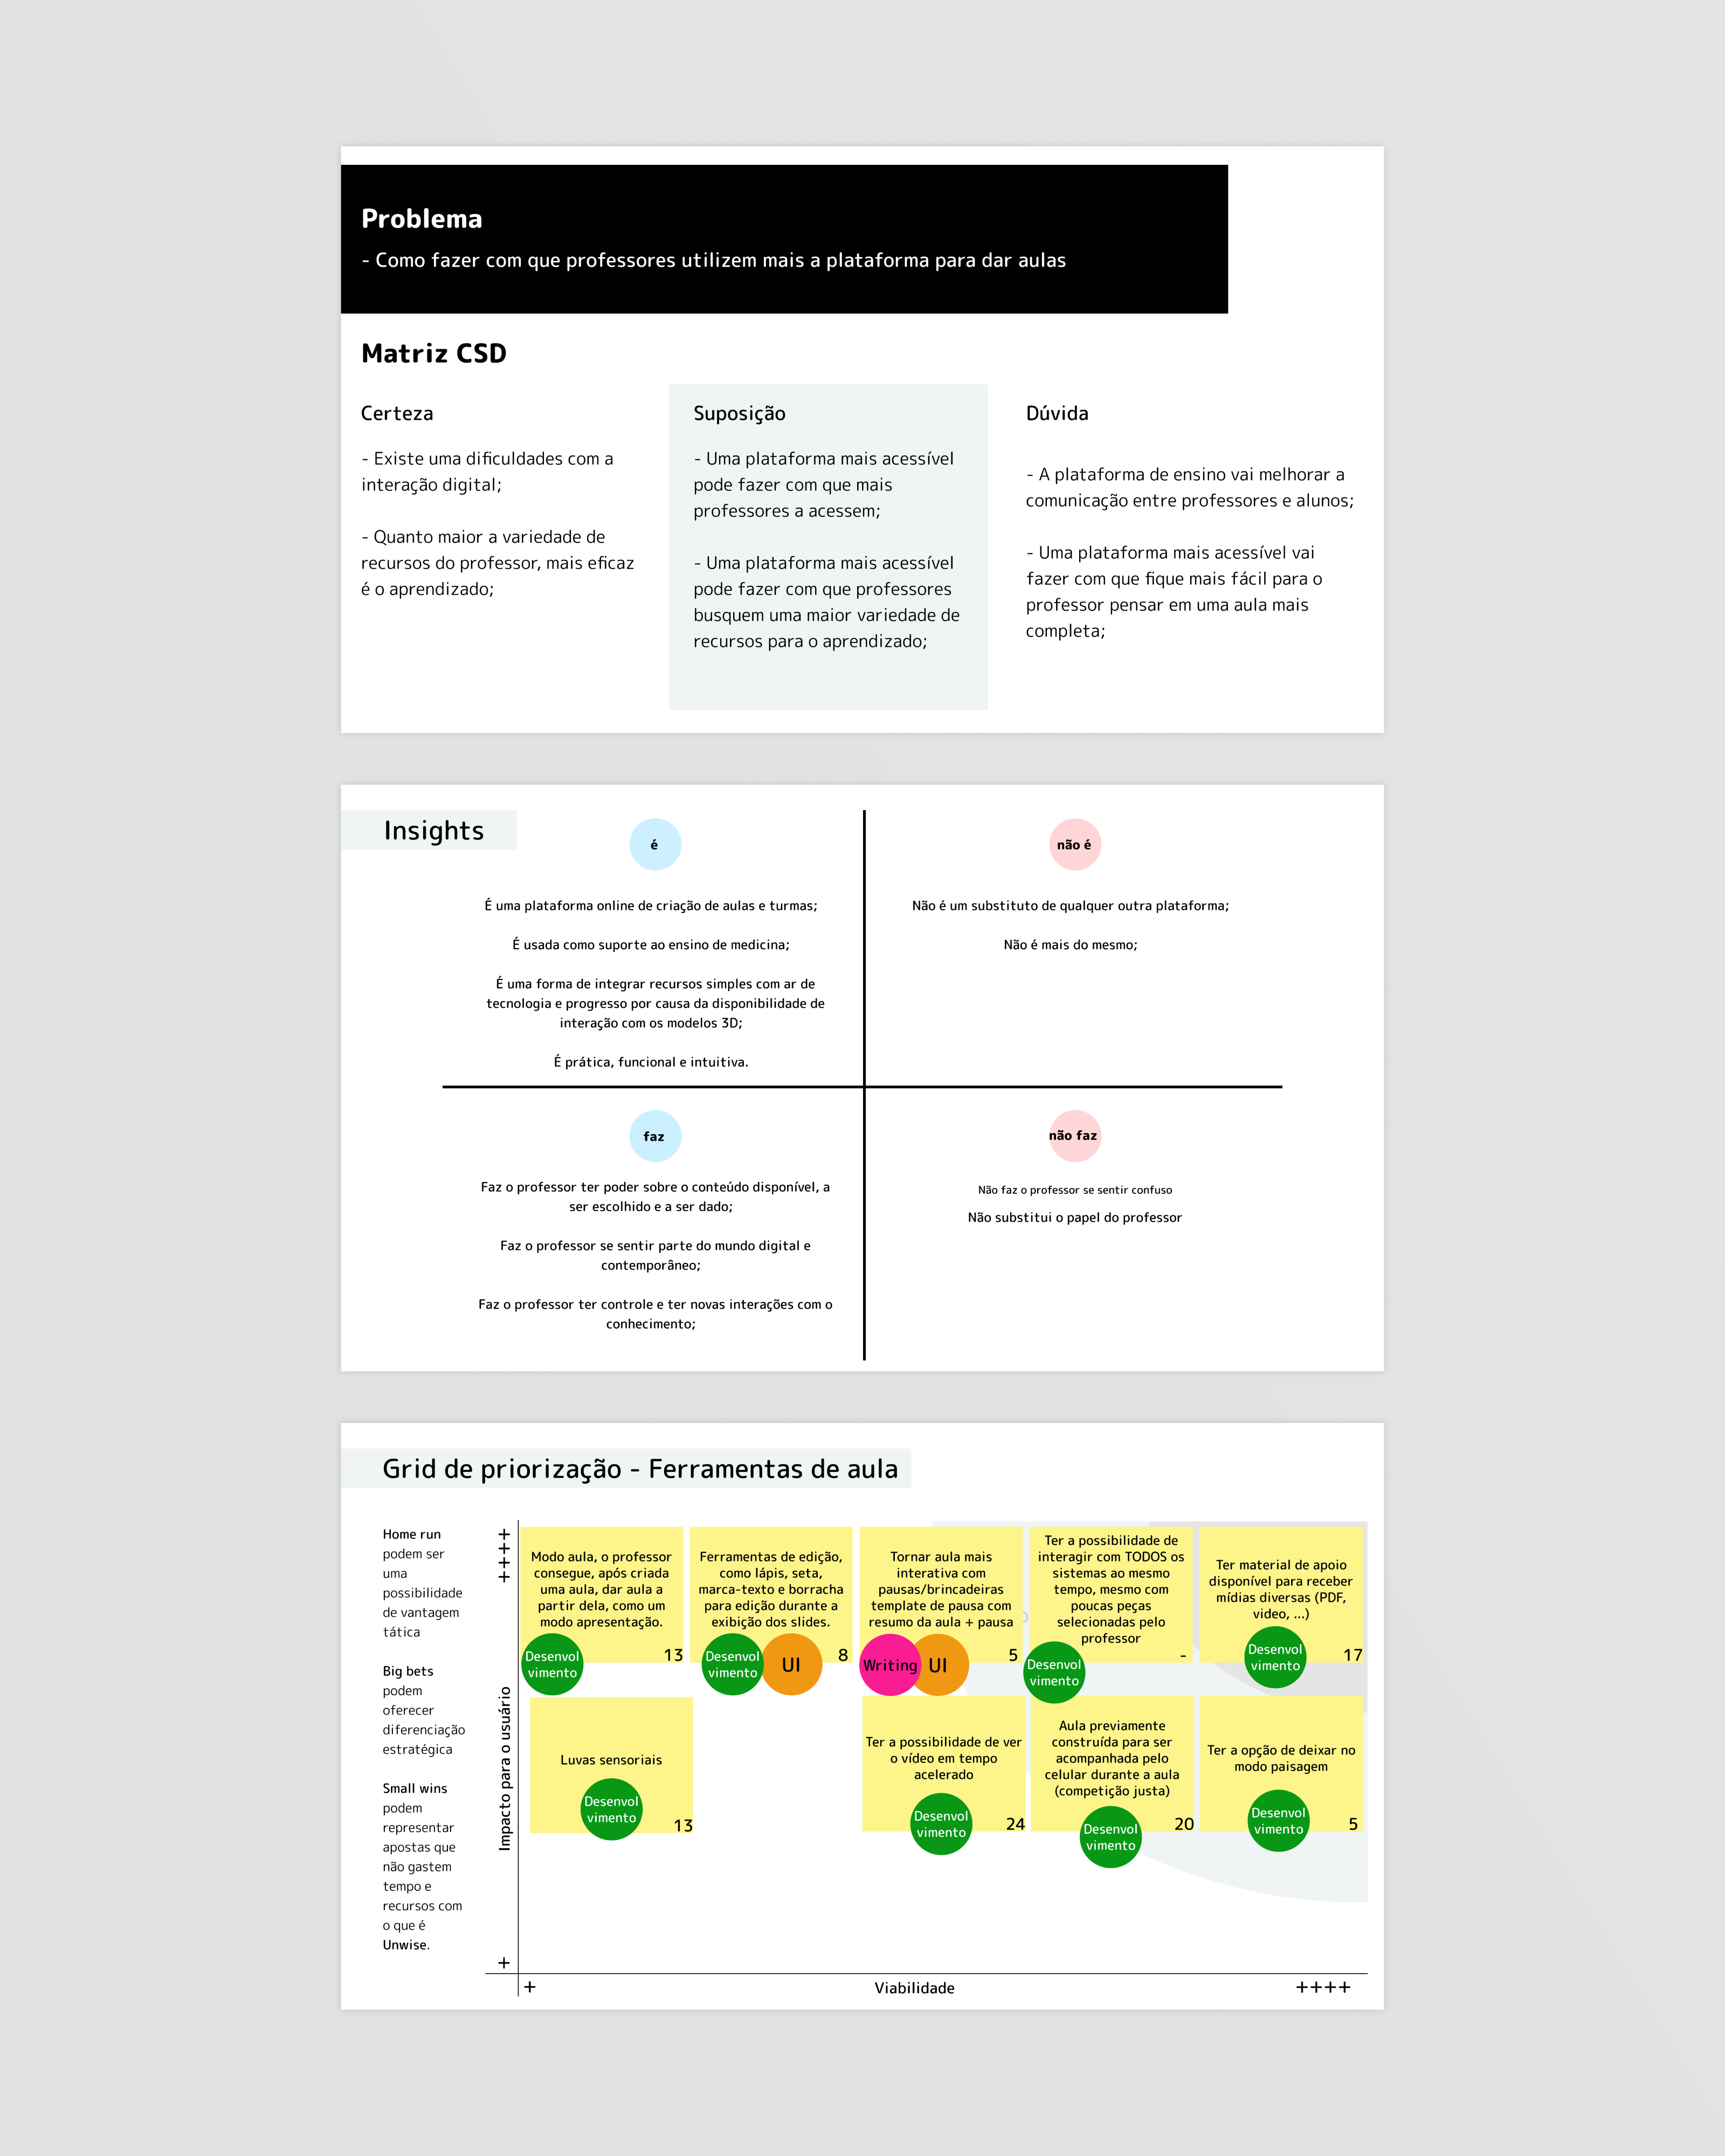 Problema
- Como fazer com que professores utilizem mais a plataforma para dar aulas
Matriz CSD
Certeza
- Existe uma dificuldades com a
interação digital;
- Quanto maior a variedade de
recursos do professor, mais eficaz
é o aprendizado;
Suposição
- Uma plataforma mais acessível
pode fazer com que mais
professores a acessem;
- Uma plataforma mais acessível
pode fazer com que professores
busquem uma maior variedade de
recursos para o aprendizado;
Dúvida
- A plataforma de ensino vai melhorar a
comunicação entre professores e alunos;
- Uma plataforma mais acessível vai
fazer com que fique mais fácil para o
professor pensar em uma aula mais
completa;
Insights
é
É uma plataforma online de criação de aulas e turmas;
É usada como suporte ao ensino de medicina;
É uma forma de integrar recursos simples com ar de
tecnologia e progresso por causa da disponibilidade de
interação com os modelos 3D;
É prática, funcional e intuitiva.
não é
Não é um substituto de qualquer outra plataforma;
Não é mais do mesmo;
faz
Faz o professor ter poder sobre o conteúdo disponível, a
ser escolhido e a ser dado;
Faz o professor se sentir parte do mundo digital e
contemporâneo;
Faz o professor ter controle e ter novas interações com o
conhecimento;
não faz
Não faz o professor se sentir confuso
Não substitui o papel do professor
Grid de priorização - Ferramentas de aula
Home run
podem ser
uma
possibilidade
de vantagem
tática
Big bets
podem
oferecer
diferenciação
estratégica
Small wins
podem
representar
apostas que
não gastem
tempo e
recursos com
o que é
Unwise.
++++
Impacto para o usuário
+
Modo aula, o professor
consegue, após criada
uma aula, dar aula a
partir dela, como um
modo apresentação.
Desenvol
vimento
13
Ferramentas de edição,
como lápis, seta,
marca-texto e borracha
para edição durante a
exibição dos slides.
Desenvol
vimento
UI
8
Tornar aula mais
interativa com
pausas/brincadeiras
template de pausa com
resumo da aula + pausa
Writing
UI
5
Ter a possibilidade de
interagir com TODOS os
sistemas ao mesmo
tempo, mesmo com
poucas peças
selecionadas pelo
professor
Desenvol
vimento
-
Ter material de apoio
disponível para receber
mídias diversas (PDF,
video, ...)
Desenvol
vimento
17
Luvas sensoriais
Desenvol
vimento
13
Ter a possibilidade de ver
o vídeo em tempo
acelerado
Desenvol
vimento
24
Aula previamente
construída para ser
acompanhada pelo
celular durante a aula
(competição justa)
Desenvol
vimento
20
Ter a opção de deixar no
modo paisagem
Desenvol
vimento
5
+
Viabilidade
++++